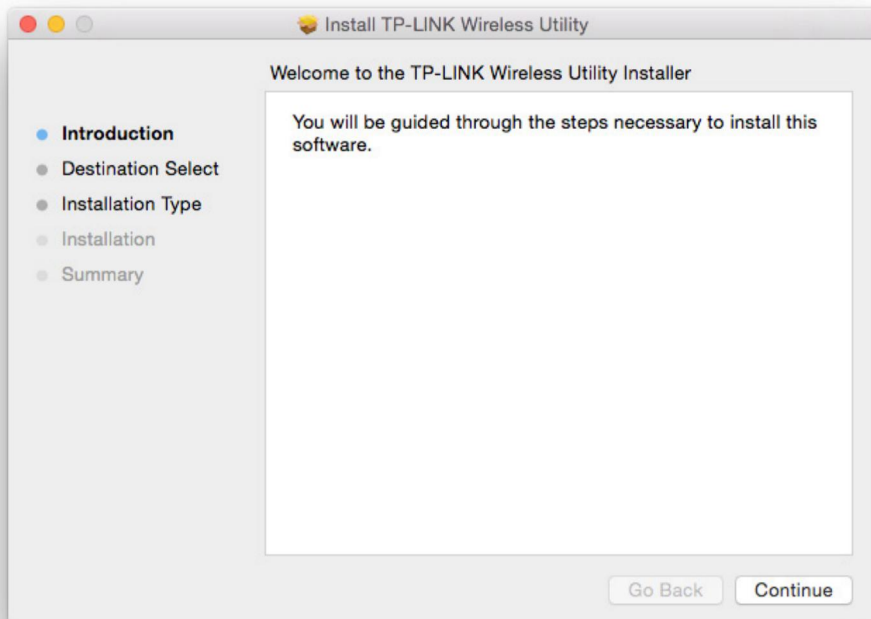 Install TP-LINK Wireless Utility
Welcome to the TP-LINK Wireless Utility Installer
Introduction
Destination Select
Installation Type
Installation
Summary
You will be guided through the steps necessary to install this
software.
Go Back
Continue